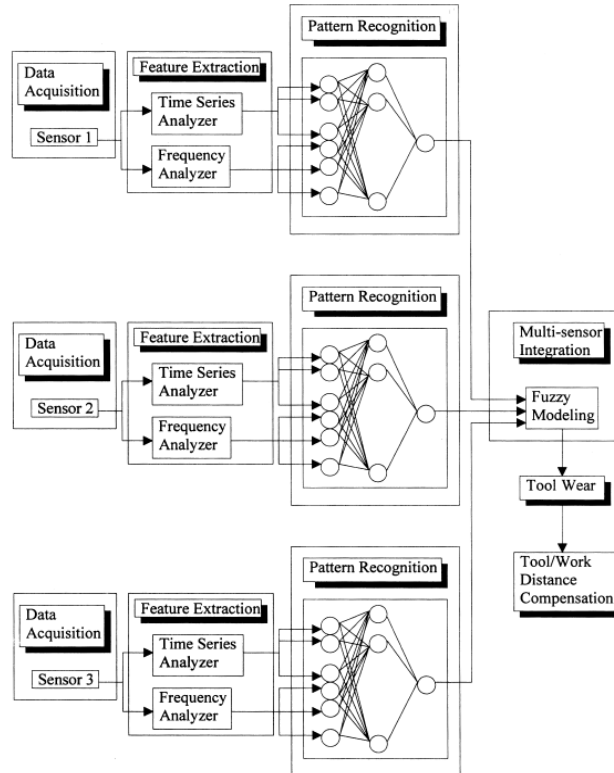 Pattern Recognition
Data
Acquisition
Feature Extraction
Sensor 1
Time Series
Analyzer
Frequency
Analyzer
Pattern Recognition
Data
Acquisition
Feature Extraction
Sensor 2
Time Series
Analyzer
Frequency
Analyzer
Multi-sensor
Integration
Fuzzy
Modeling
Tool Wear
Tool/Work
Distance
Compensation
Pattern Recognition
Data
Acquisition
Feature Extraction
Sensor 3
Time Series
Analyzer
Frequency
Analyzer